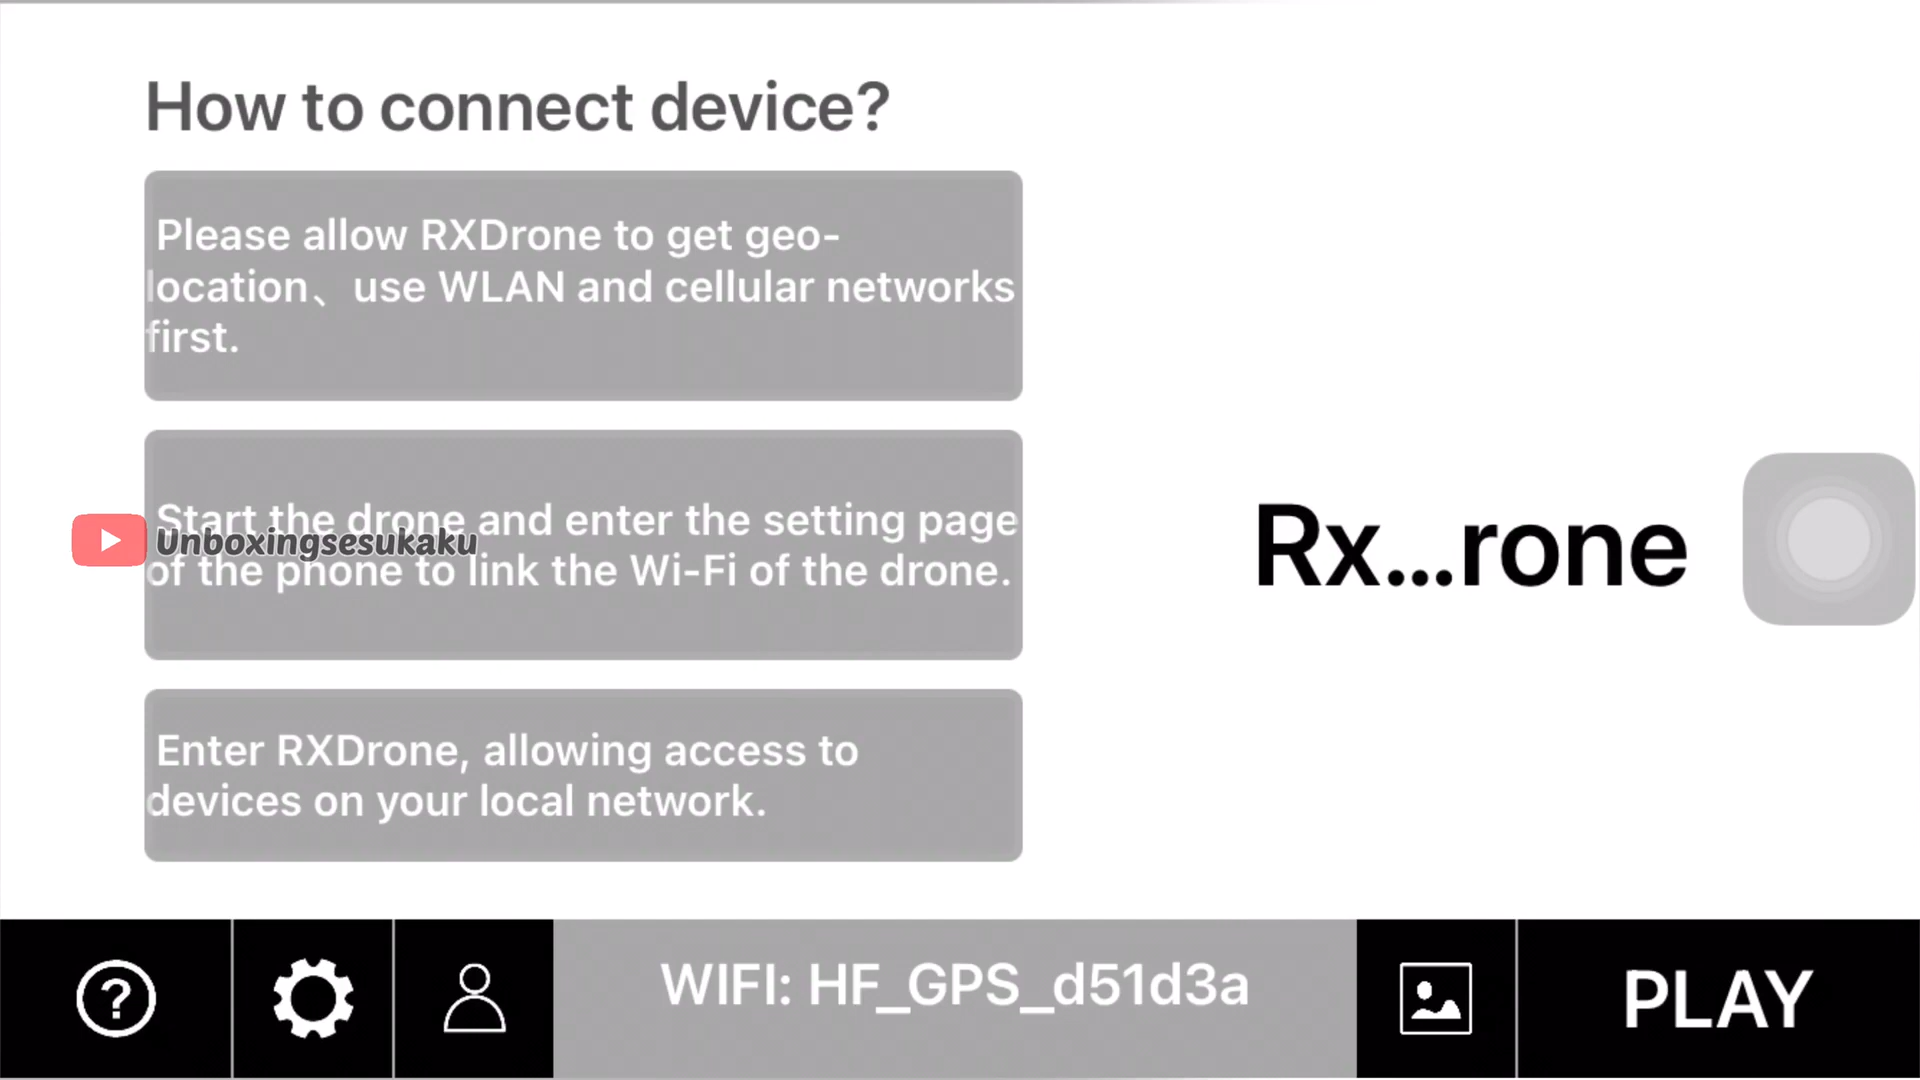 How to connect device?
Please allow RXDrone to get geo-
location、use WLAN and cellular networks
first.
Start the drone and enter the setting page
of the phone to link the Wi-Fi of the drone.
Unboxingsesukaku
Enter RXDrone, allowing access to
devices on your local network.
Rx...rone
?
WIFI: HF_GPS_d51d3a
PLAY